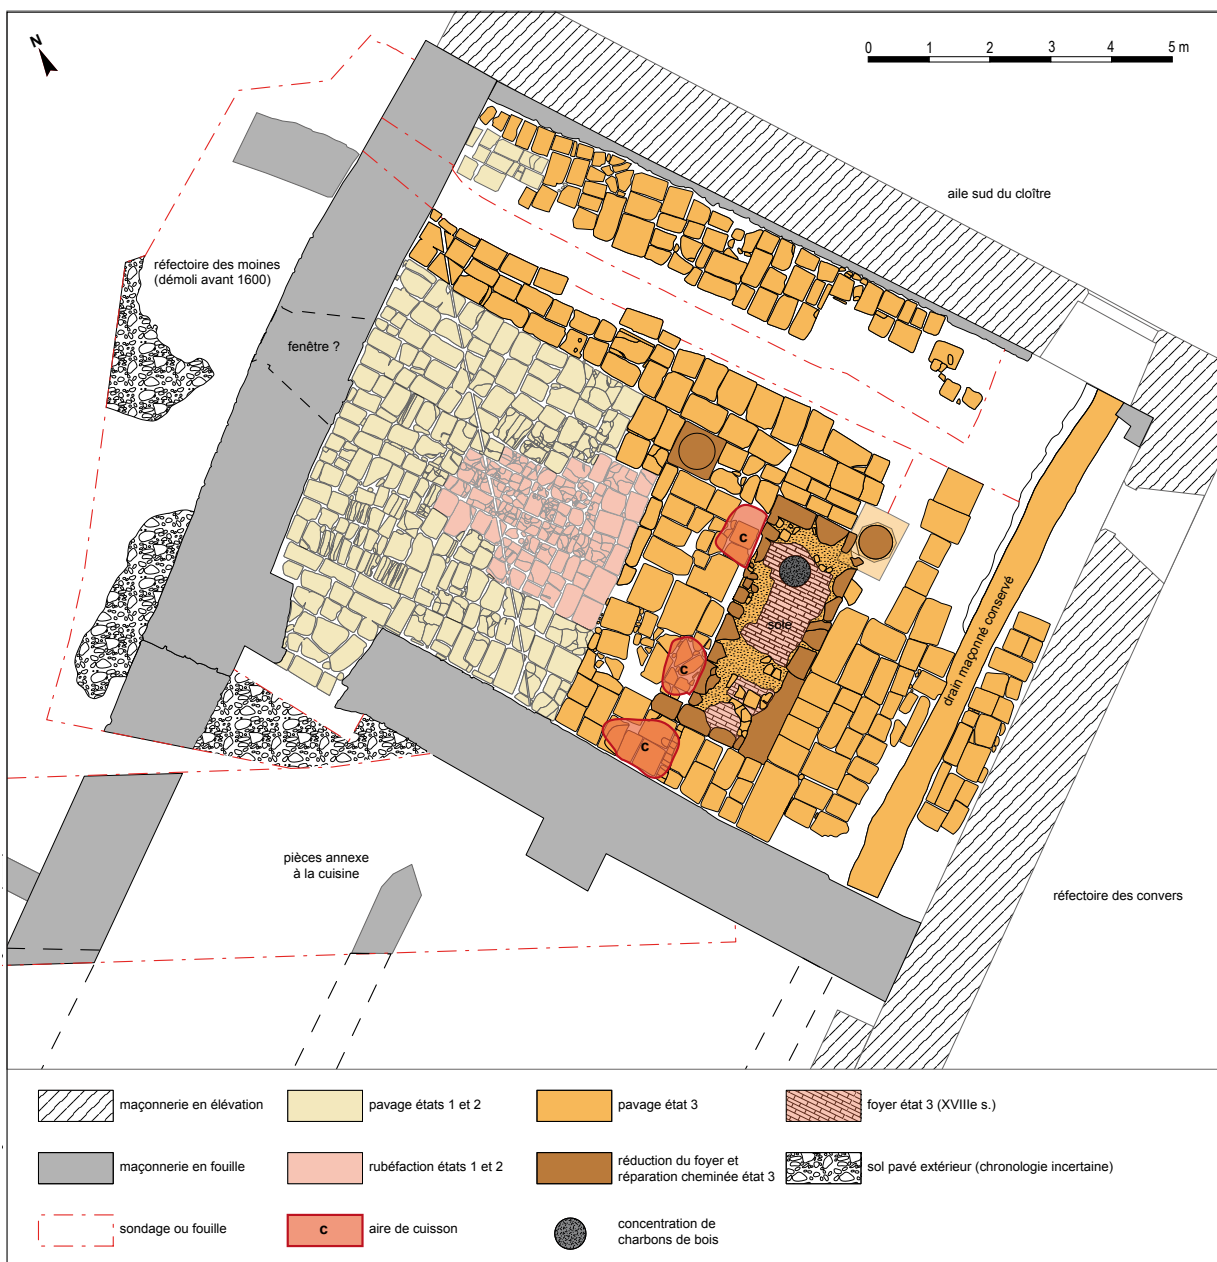 N
0 1 2 3 4 5 m
aile sud du cloître
réfectoire des moines
(démoli avant 1600)
fenêtre ?
c
sole
c
c
drain maçonné conservé
pièces annexe
à la cuisine
réfectoire des convers
maçonnerie en élévation
pavage états 1 et 2
pavage état 3
foyer état 3 (XVIIIe s.)
maçonnerie en fouille
rubéfaction états 1 et 2
réduction du foyer et
réparation cheminée état 3
sol pavé extérieur (chronologie incertaine)
sondage ou fouille
c
aire de cuisson
concentration de
charbons de bois